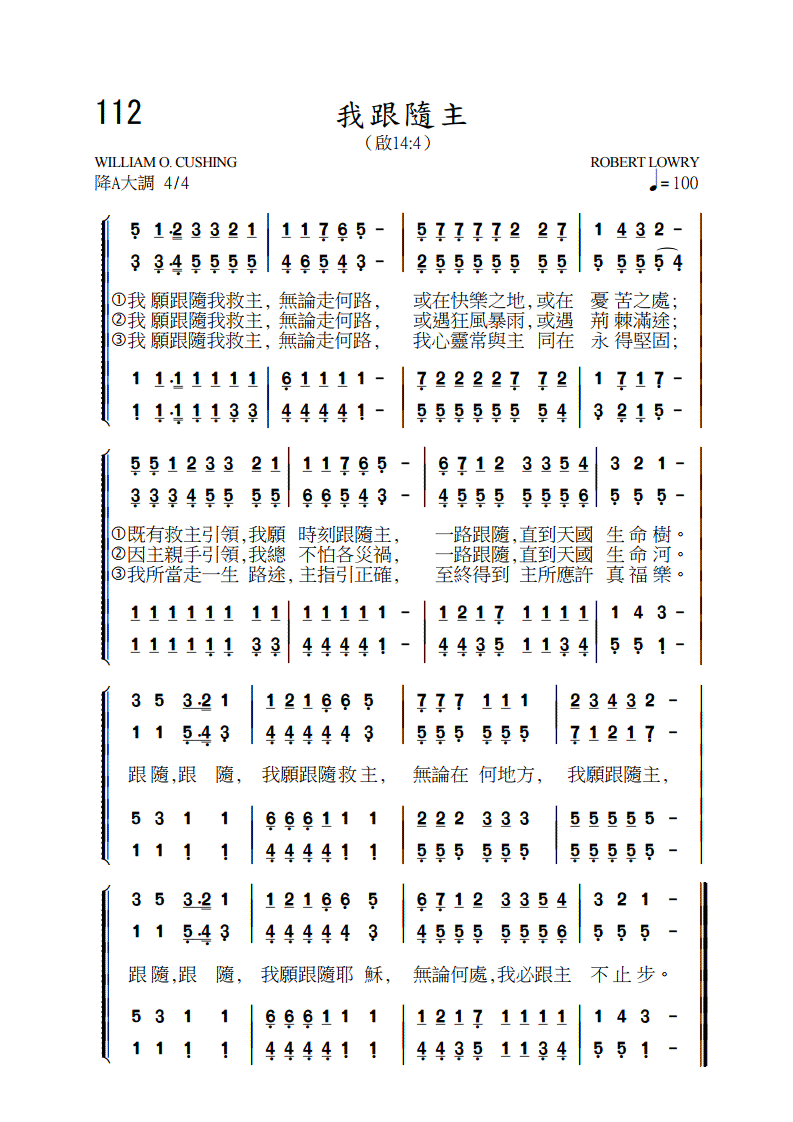 112
我跟隨主
（啟14:4）
WILLIAM O. CUSHING ROBERT LOWRY
降A大調 4/4 ♩=100
5 1.2 3 3 2 1 | 1 1 7 6 5 - | 5 7 7 7 7 2 2 7 | 1 4 3 2 -
3 3.4 5 5 5 5 | 4 6 5 4 3 - | 2 5 5 5 5 5 5 5 | 5 5 5 5 4
①我願跟隨我救主，無論走何路，或在快樂之地，或在憂苦之處；
②我願跟隨我救主，無論走何路，或遇狂風暴雨，或遇荊棘滿途；
③我願跟隨我救主，無論走何路，我心靈常與主同在永得堅固；
1 1.1 1 1 1 1 | 6 1 1 1 1 - | 7 2 2 2 2 7 7 2 | 1 7 1 7 -
1 1.1 1 1 3 3 | 4 4 4 4 1 - | 5 5 5 5 5 5 5 4 | 3 2 1 5 -
5 5 1 2 3 3 2 1 | 1 1 7 6 5 - | 6 7 1 2 3 3 5 4 | 3 2 1 -
3 3 3 4 5 5 5 5 | 6 6 5 4 3 - | 4 5 5 5 5 5 5 6 | 5 5 5 -
①既有救主引領，我願時刻跟隨主，一路跟隨，直到天國生命樹。
②因主親手引領，我總不怕各災禍，一路跟隨，直到天國生命河。
③我所當走一生路途，主指引正確，至終得到主所應許真福樂。
1 1 1 1 1 1 1 1 | 1 1 1 1 1 - | 1 2 1 7 1 1 1 1 | 1 4 3 -
1 1 1 1 1 1 3 3 | 4 4 4 4 1 - | 4 4 3 5 1 1 3 4 | 5 5 1 -
3 5 3.2 1 | 1 2 1 6 6 5 | 7 7 7 1 1 1 | 2 3 4 3 2 -
1 1 5.4 3 | 4 4 4 4 4 3 | 5 5 5 5 5 5 | 7 1 2 1 7 -
跟隨，跟隨，我願跟隨救主，無論在何地方，我願跟隨主，
5 3 1 1 1 | 6 6 6 1 1 1 | 2 2 2 3 3 3 | 5 5 5 5 5 -
1 1 1 1 | 4 4 4 4 1 1 | 5 5 5 1 1 1 | 5 5 5 5 5 -
3 5 3.2 1 | 1 2 1 6 6 5 | 6 7 1 2 3 3 5 4 | 3 2 1 -
1 1 5.4 3 | 4 4 4 4 4 3 | 4 5 5 5 5 5 5 6 | 5 5 5 -
跟隨，跟隨，我願跟隨耶穌，無論何處，我必跟主不止步。
5 3 1 1 | 6 6 6 1 1 1 | 1 2 1 7 1 1 1 1 | 1 4 3 -
1 1 1 1 | 4 4 4 4 1 1 | 4 4 3 5 1 1 3 4 | 5 5 1 -